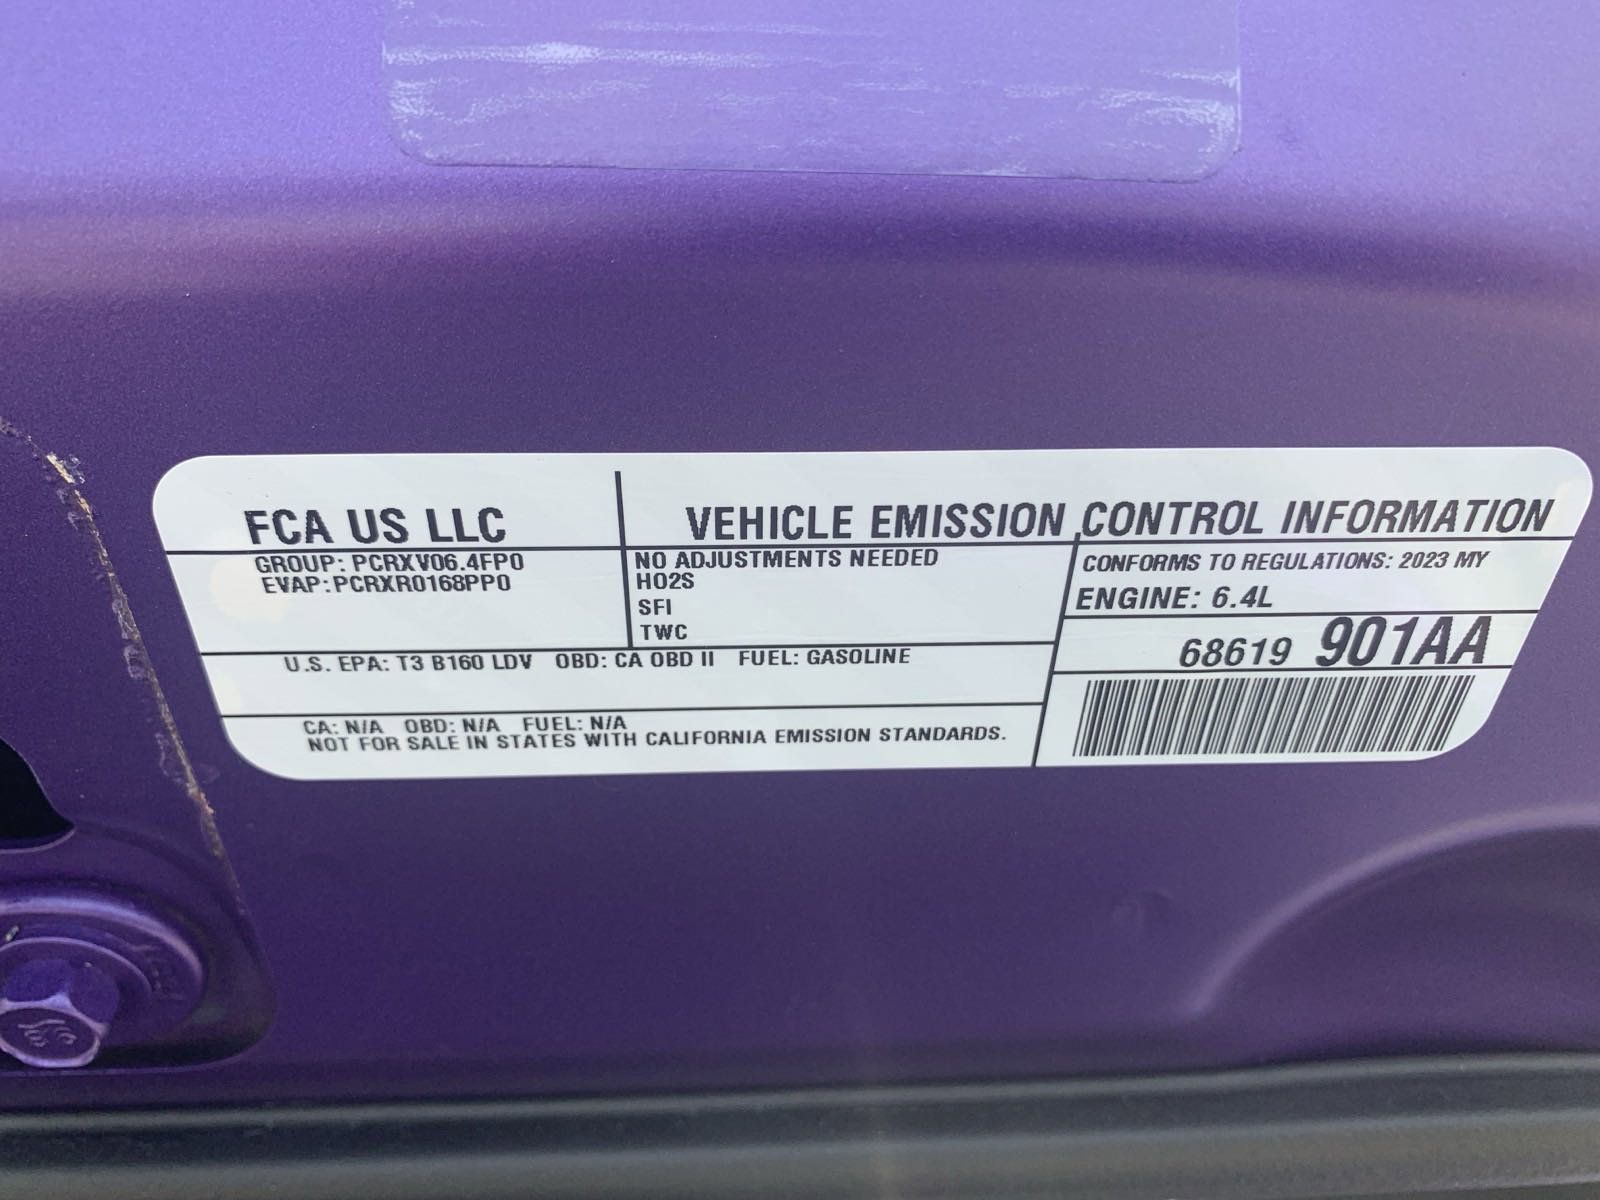 FCA US LLC
VEHICLE EMISSION CONTROL INFORMATION
GROUP: PCRXV06.4FP0
EVAP: PCRXR0168PP0
NO ADJUSTMENTS NEEDED
HO2S
SFI
TWC
CONFORMS TO REGULATIONS: 2023 MY
ENGINE: 6.4L
68619 901AA
U.S. EPA: T3 B160 LDV OBD: CA OBD II FUEL: GASOLINE
CA: N/A OBD: N/A FUEL: N/A
NOT FOR SALE IN STATES WITH CALIFORNIA EMISSION STANDARDS.